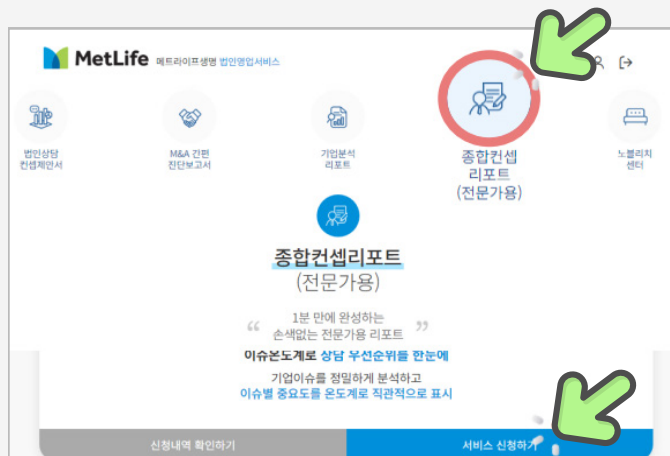 MetLife 메트라이프생명 법인영업서비스
법인상담
컨셉제안서
M&A 간편
진단보고서
기업분석
리포트
종합컨셉
리포트
(전문가용)
노블리치
센터
종합컨셉리포트
(전문가용)
“ 1분 만에 완성하는
손색없는 전문가용 리포트 ”
이슈온도계로 상담 우선순위를 한눈에
기업이슈를 정밀하게 분석하고
이슈별 중요도를 온도계로 직관적으로 표시
신청내역 확인하기
서비스 신청하기